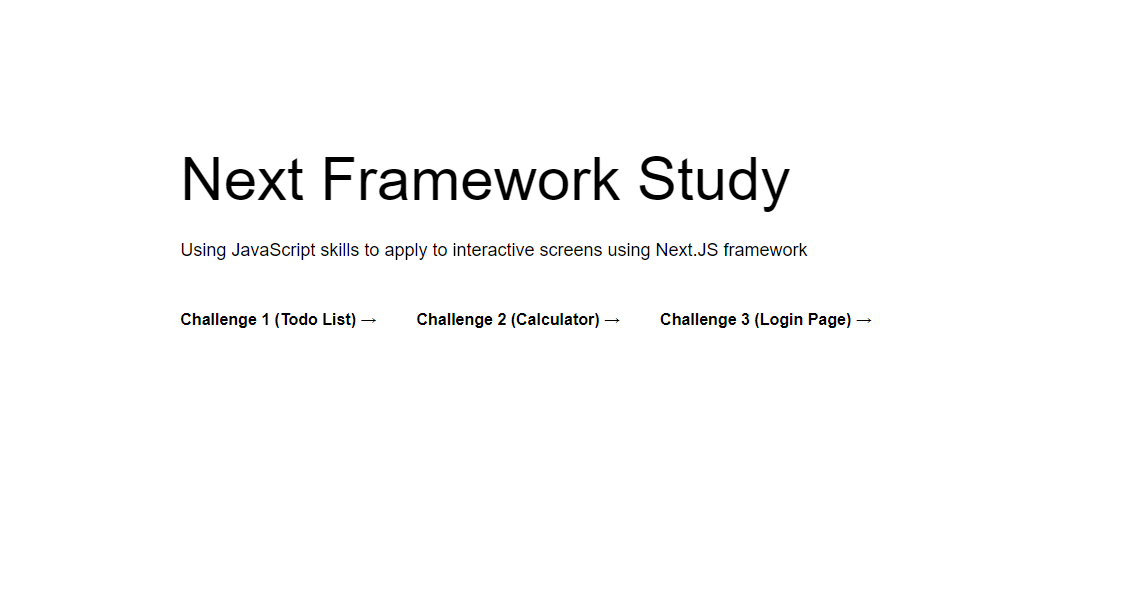 Next Framework Study
Using JavaScript skills to apply to interactive screens using Next.JS framework
Challenge 1 (Todo List) → Challenge 2 (Calculator) → Challenge 3 (Login Page) →